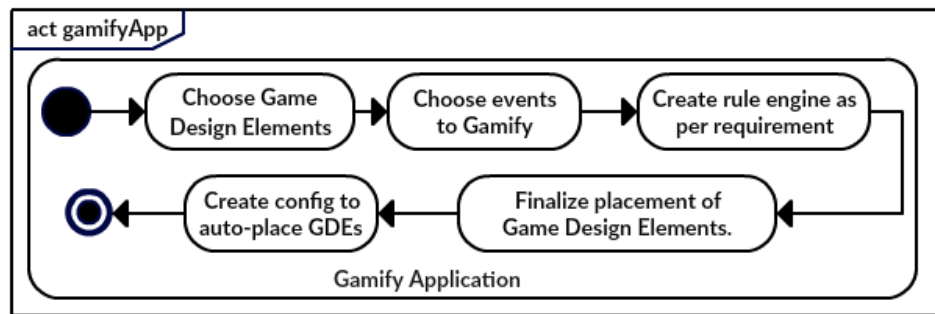 act gamifyApp
Choose Game
Design Elements
Choose events
to Gamify
Create rule engine as
per requirement
Finalize placement of
Game Design Elements.
Create config to
auto-place GDEs
Gamify Application